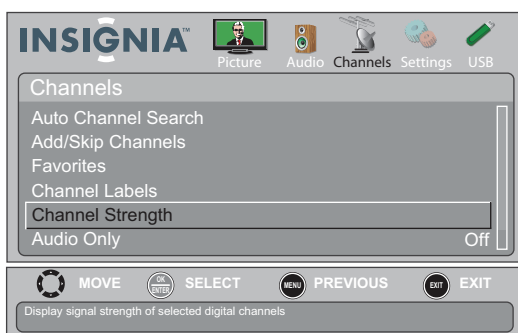 INSIGNIA™
Picture Audio Channels Settings USB
Channels
Auto Channel Search
Add/Skip Channels
Favorites
Channel Labels
Channel Strength
Audio Only Off
MOVE OK ENTER SELECT MENU PREVIOUS EXIT EXIT
Display signal strength of selected digital channels